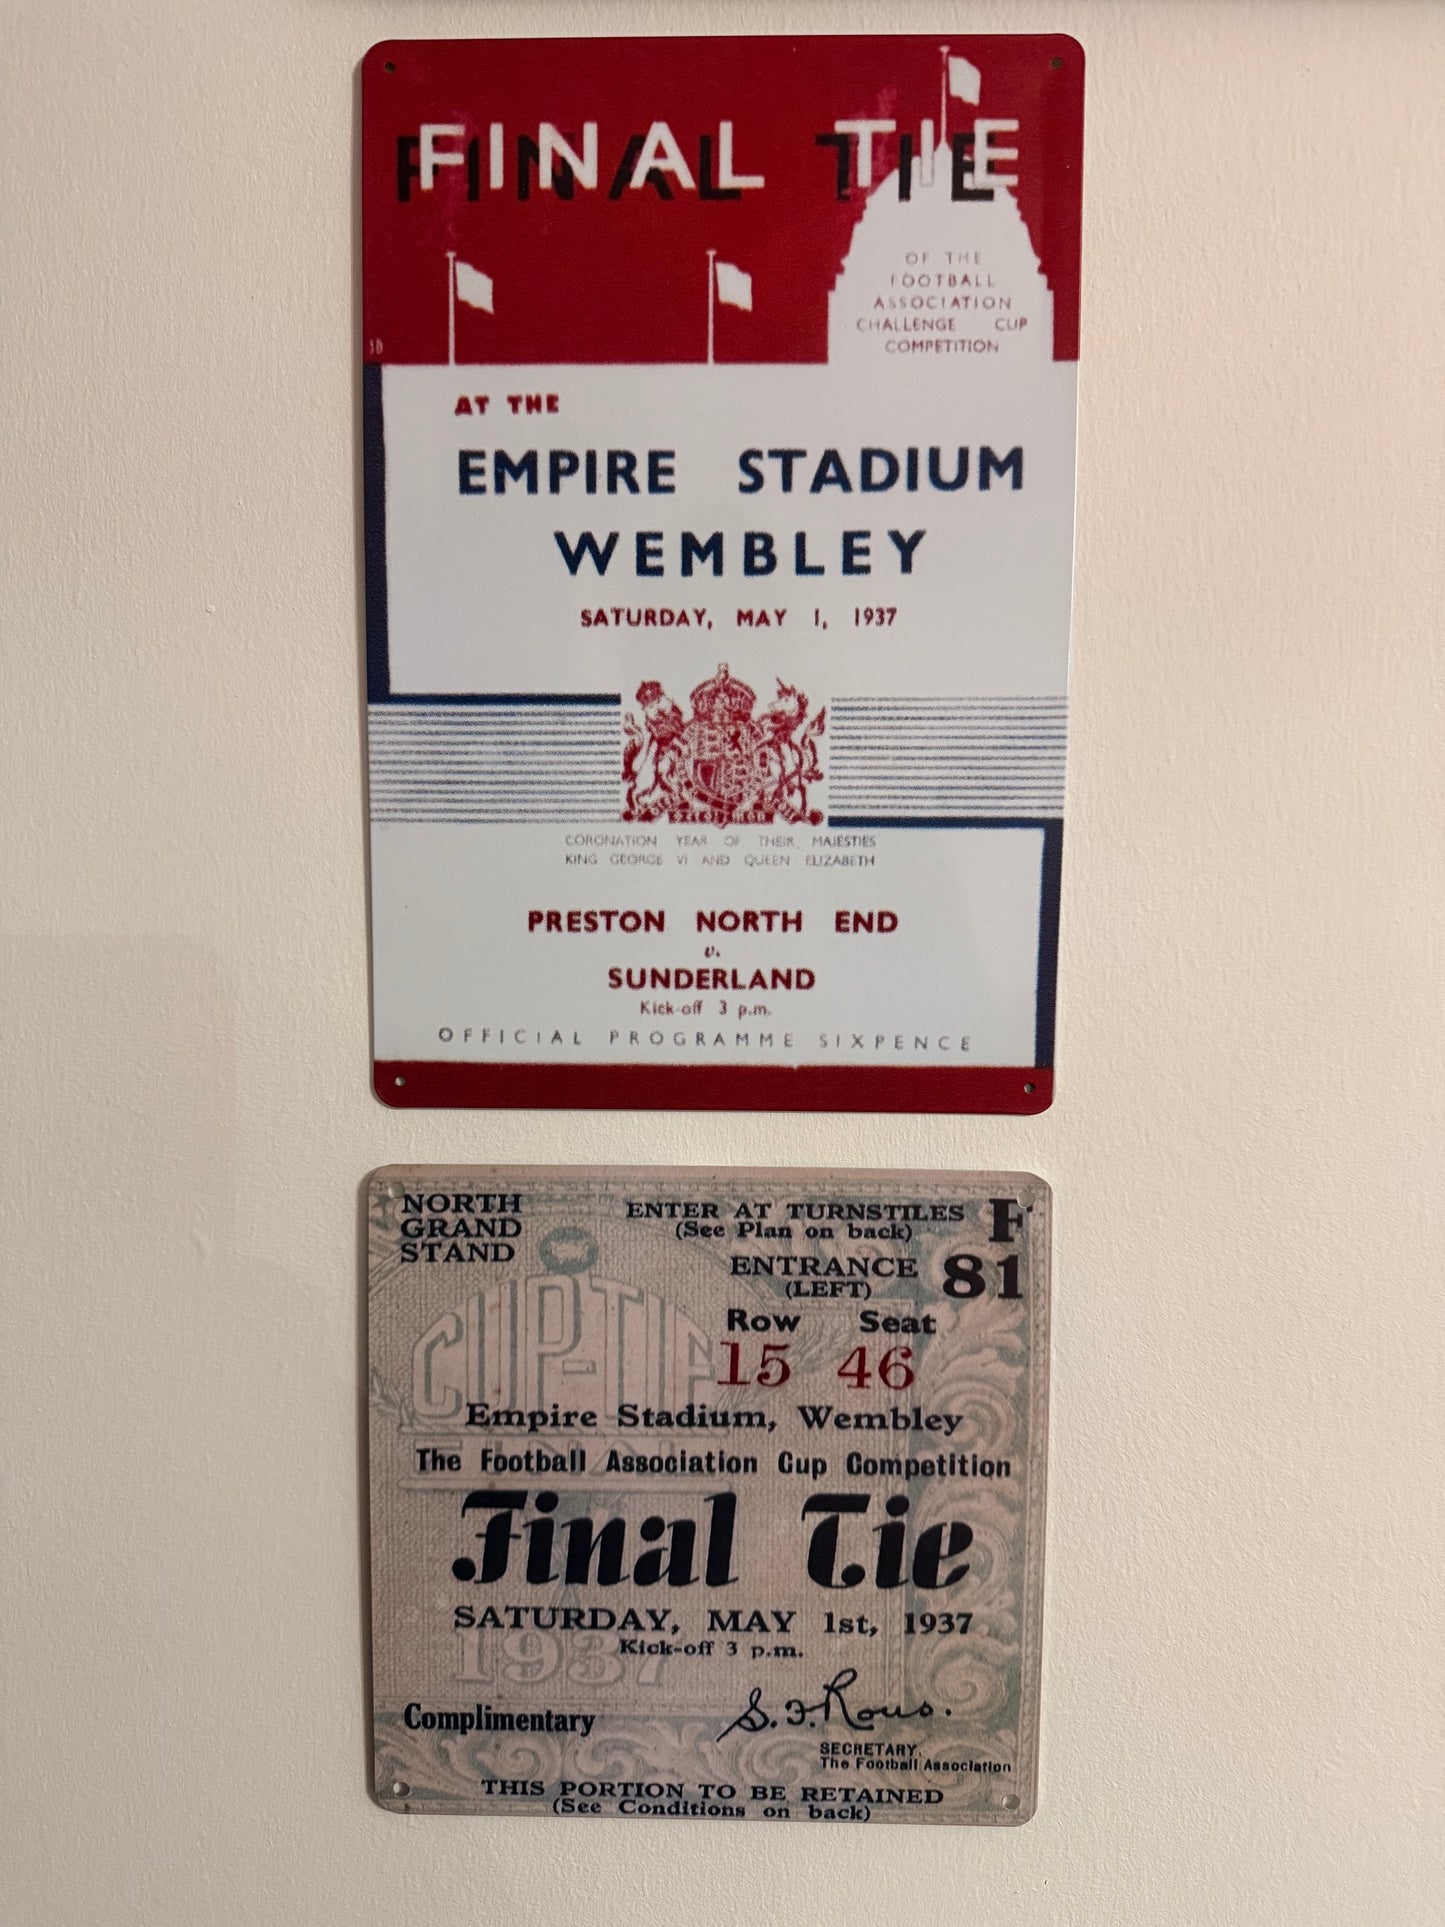 FINAL TIE
OF THE
FOOTBALL
ASSOCIATION
CHALLENGE CUP
COMPETITION
AT THE
EMPIRE STADIUM
WEMBLEY
SATURDAY, MAY 1, 1937
CORONATION YEAR OF THEIR MAJESTIES
KING GEORGE VI AND QUEEN ELIZABETH
PRESTON NORTH END
v.
SUNDERLAND
Kick-off 3 p.m.
OFFICIAL PROGRAMME SIXPENCE
NORTH
GRAND
STAND
ENTER AT TURNSTILES F
(See Plan on back)
ENTRANCE 81
(LEFT)
Row Seat
15 46
CUP-TIE
Empire Stadium, Wembley
The Football Association Cup Competition
Final Tie
SATURDAY, MAY 1st, 1937
Kick-off 3 p.m.
1937
Complimentary
S. F. Rous.
SECRETARY,
The Football Association
THIS PORTION TO BE RETAINED
(See Conditions on back)